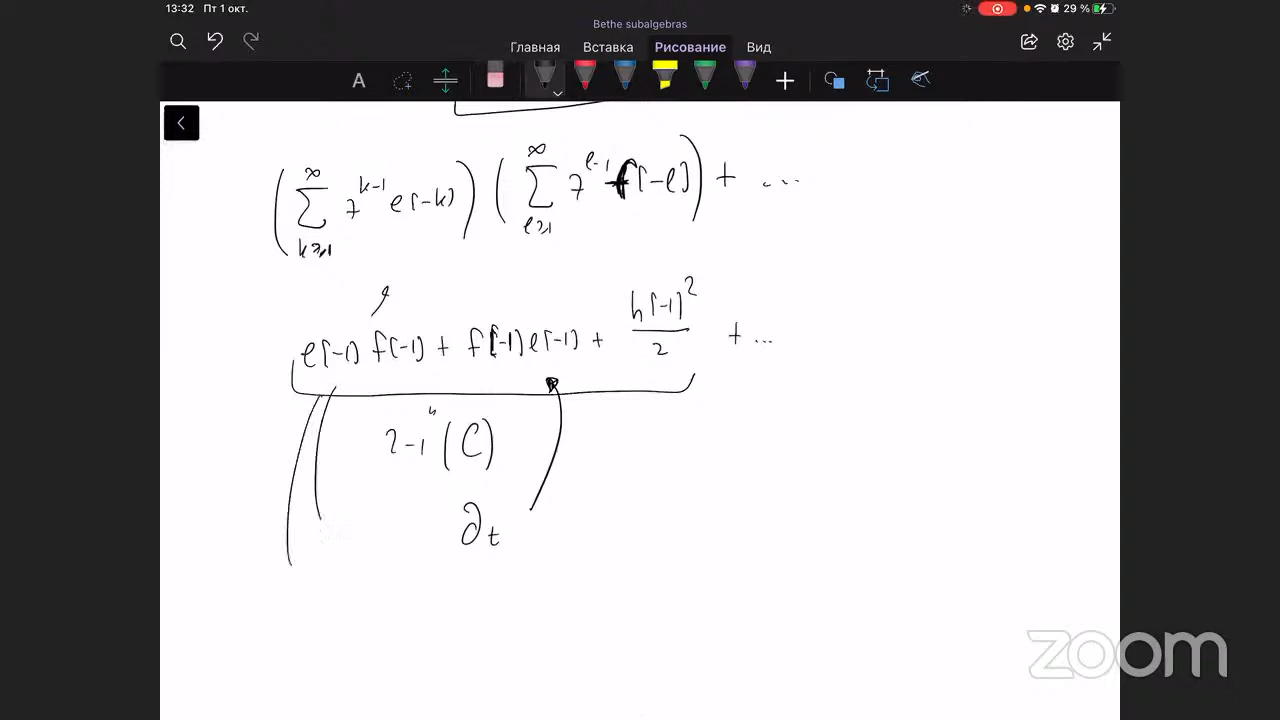 13:32 Пт 1 окт.
29 %
Bethe subalgebras
Главная Вставка Рисование Вид
A
( ∑_{k≥1}^{∞} z^{k-1} e[-k] ) ( ∑_{l≥1}^{∞} z^{l-1} f[-l] ) + ...
e[-1] f[-1] + f[-1] e[-1] + h[-1]^2 / 2 + ...
(C)
∂_t
zoom